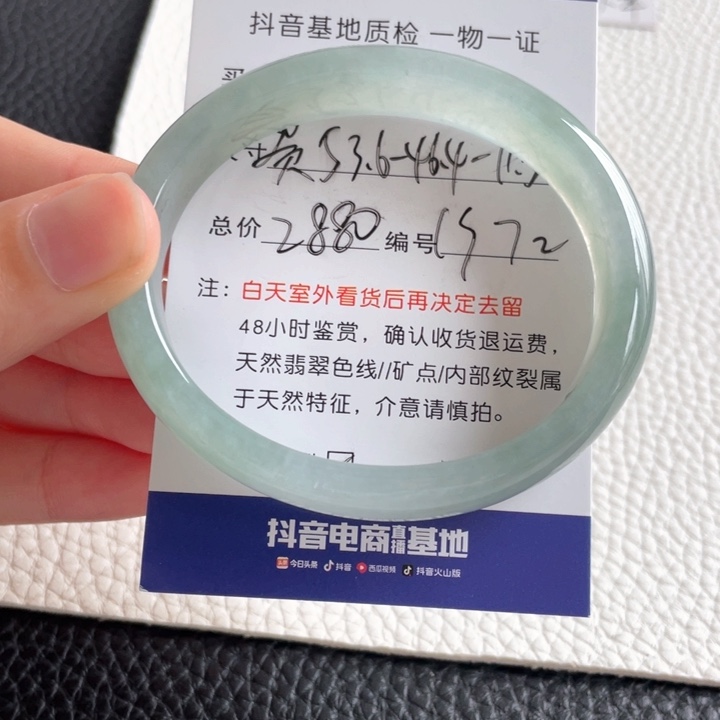 抖音基地质检 一物一证
贵 53.6-46.4-
总价 2880 编号 1572
注：白天室外看货后再决定去留
48小时鉴赏，确认收货退运费，
天然翡翠色线//矿点/内部纹裂属
于天然特征，介意请慎拍。
抖音电商直播基地
今日头条 抖音 西瓜视频 抖音火山版